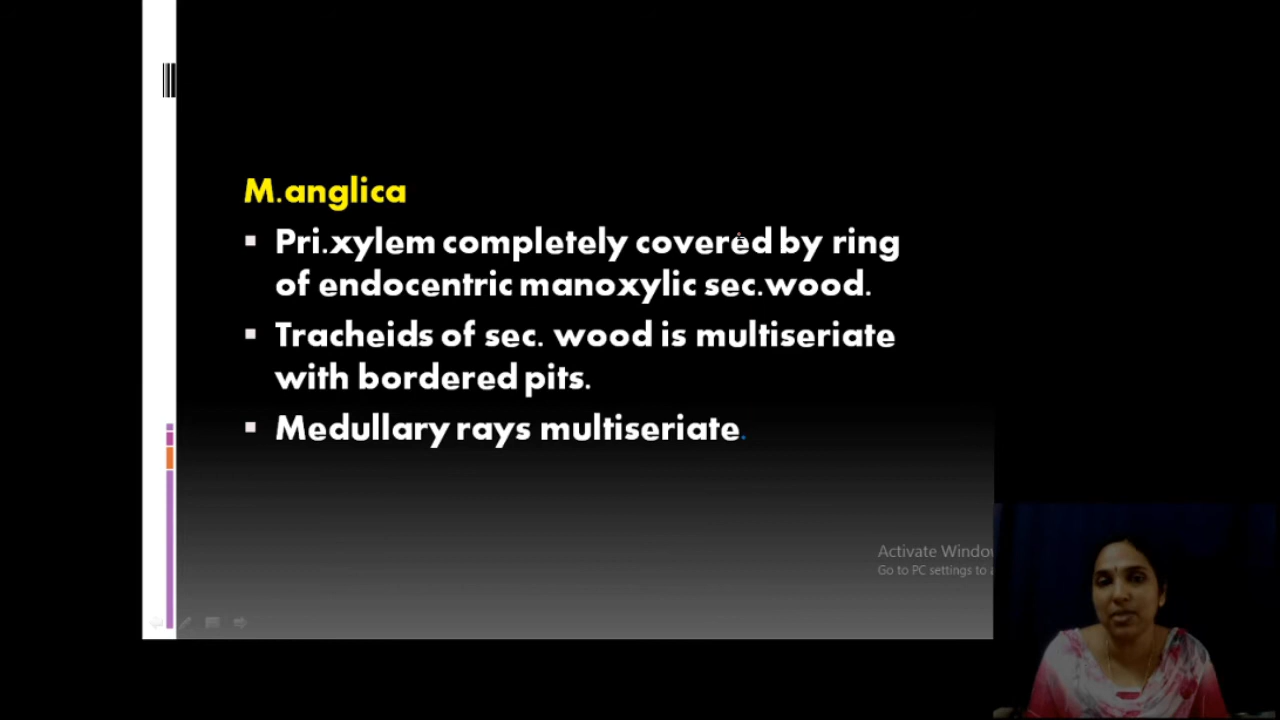 M.anglica
Pri.xylem completely covered by ring
of endocentric manoxylic sec.wood.
Tracheids of sec. wood is multiseriate
with bordered pits.
Medullary rays multiseriate.
Activate Windo
Go to PC settings to a